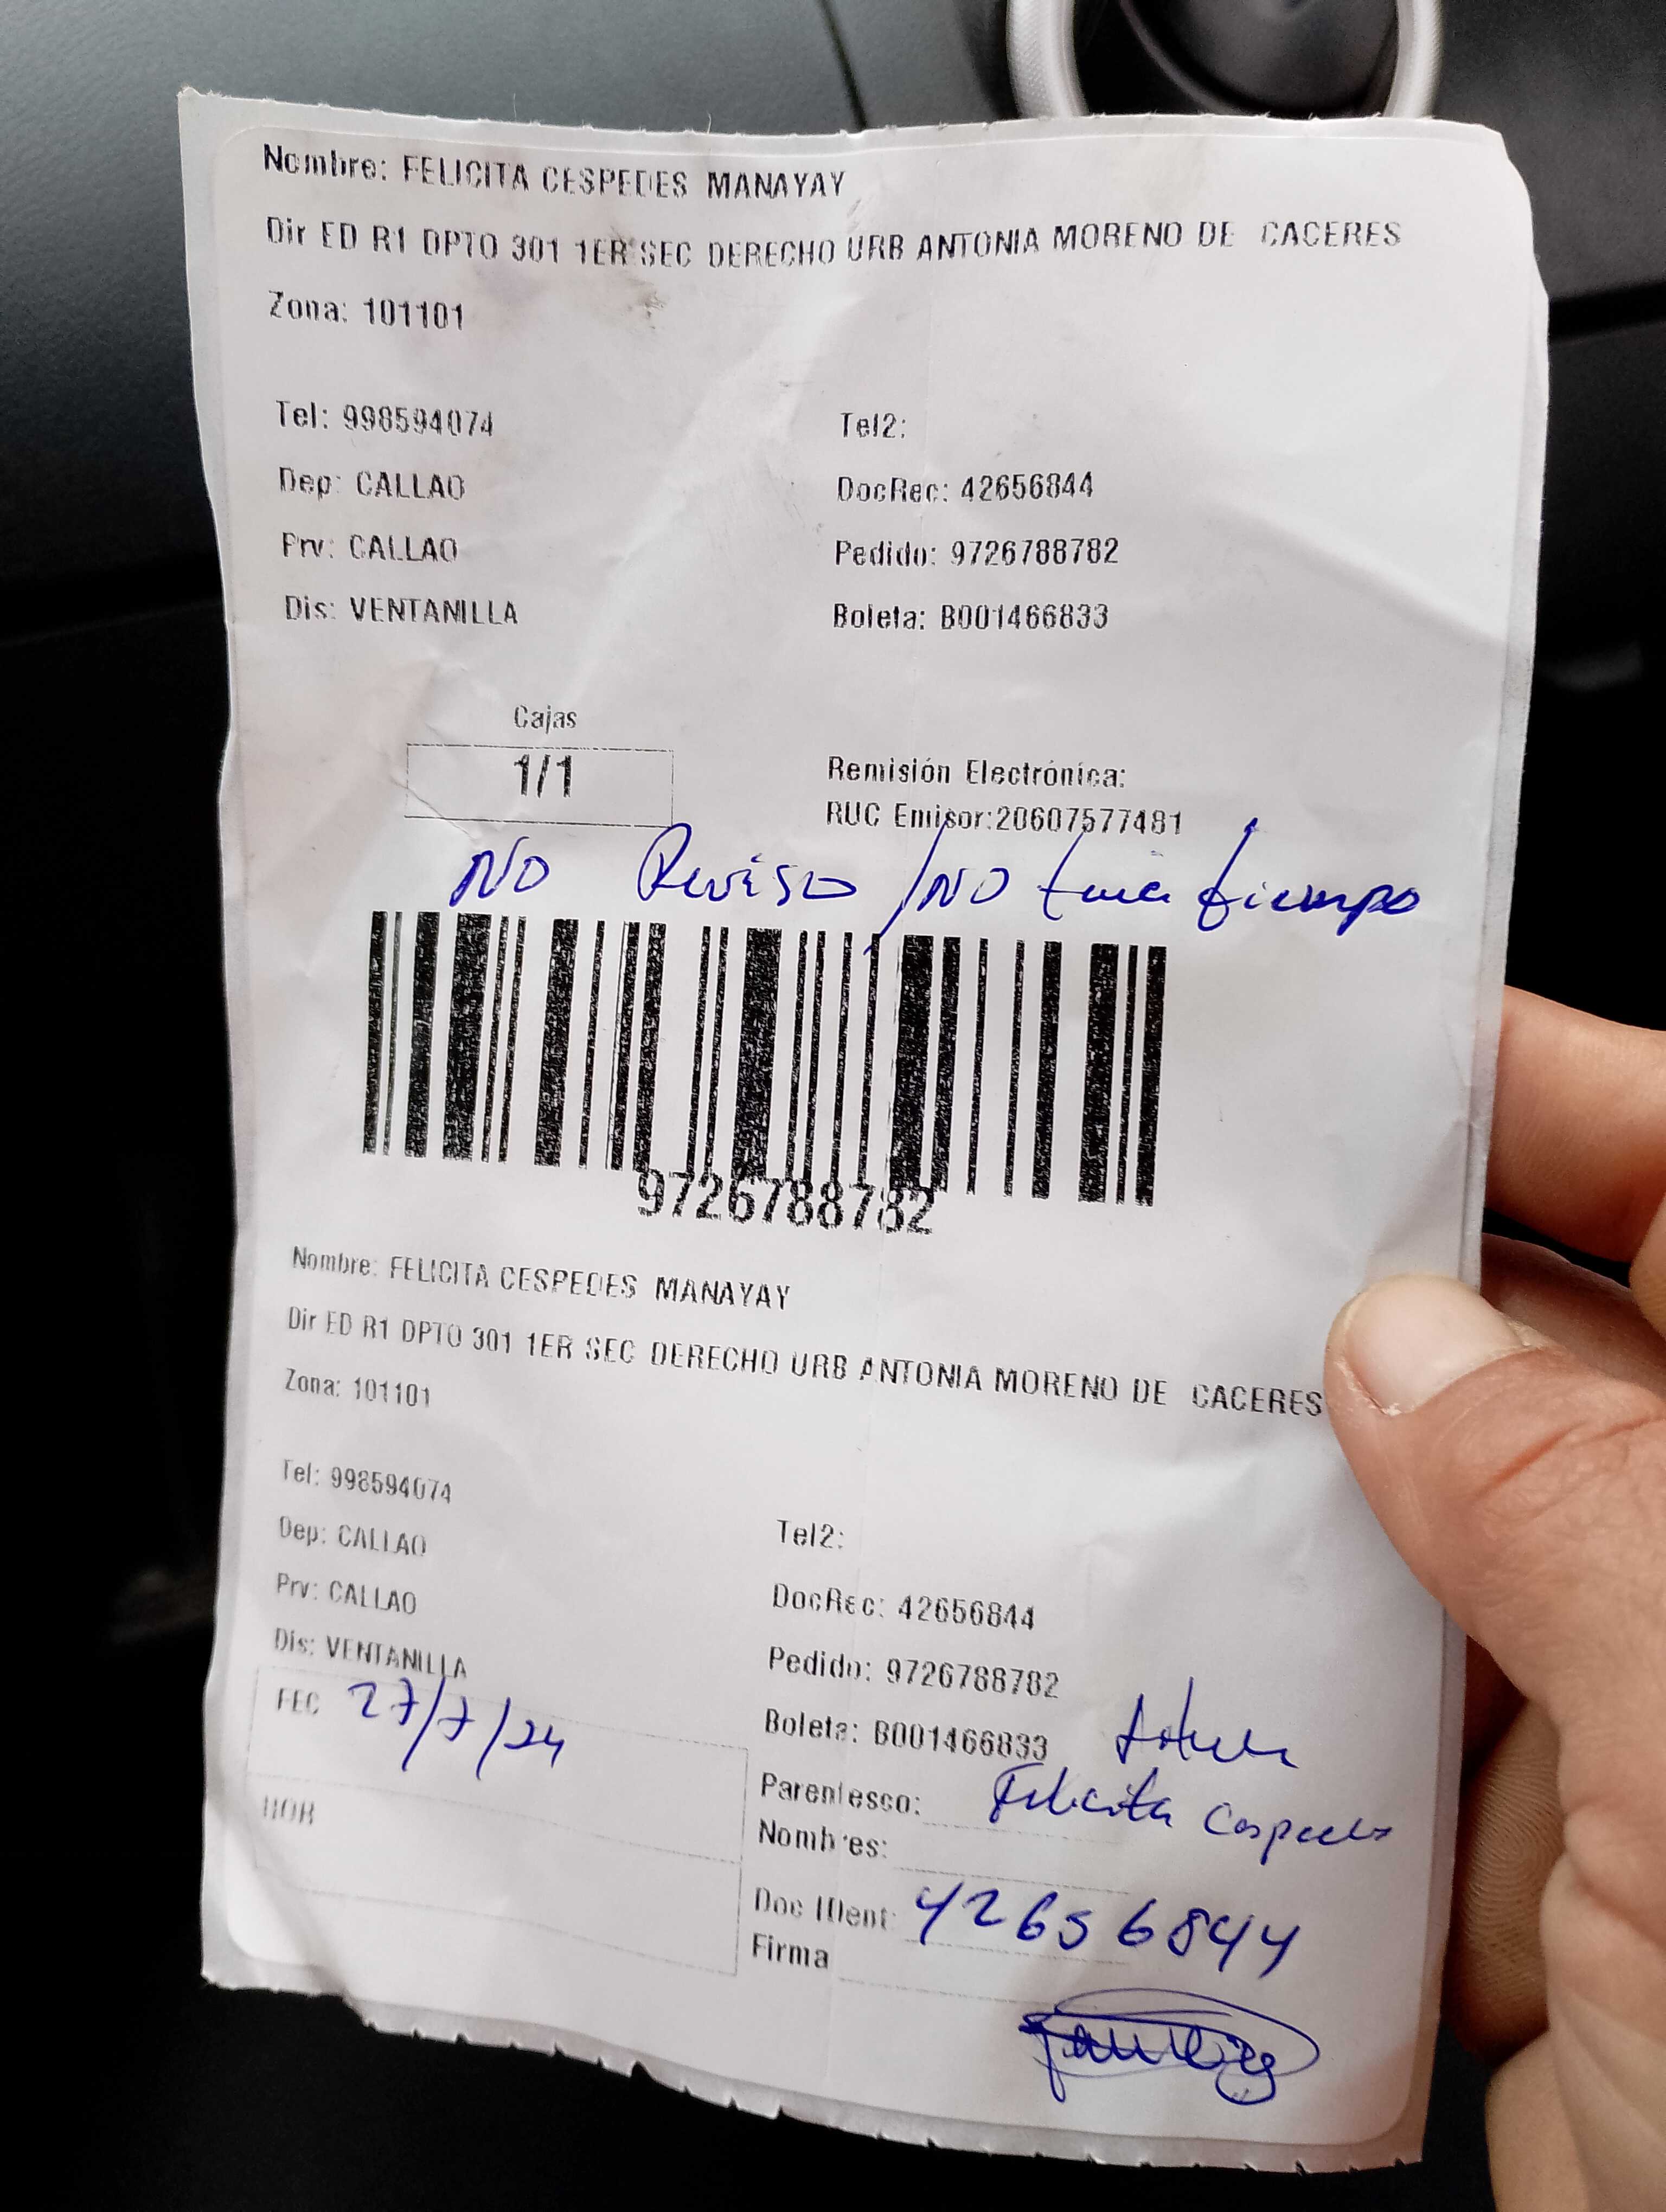 Nombre: FELICITA CESPEDES MANAYAY
Dir ED R1 DPTO 301 1ER SEC DERECHO URB ANTONIA MORENO DE CACERES
Zona: 101101
Tel: 998594074 Tel2:
Dep: CALLAO DocRec: 42656844
Prv: CALLAO Pedido: 9726788782
Dis: VENTANILLA Boleta: B001466833
Cajas
1/1
Remisión Electrónica:
RUC Emisor:20607577481
NO Reviso / NO tenia tiempo
9726788782
Nombre: FELICITA CESPEDES MANAYAY
Dir ED R1 DPTO 301 1ER SEC DERECHO URB ANTONIA MORENO DE CACERES
Zona: 101101
Tel: 998594074 Tel2:
Dep: CALLAO DocRec: 42656844
Prv: CALLAO Pedido: 9726788782
Dis: VENTANILLA Boleta: B001466833
FEC 27/7/24
HOR
Parentesco: Titular
Nombres: Felicita Cespedes
Doc IDent: 42656844
Firma